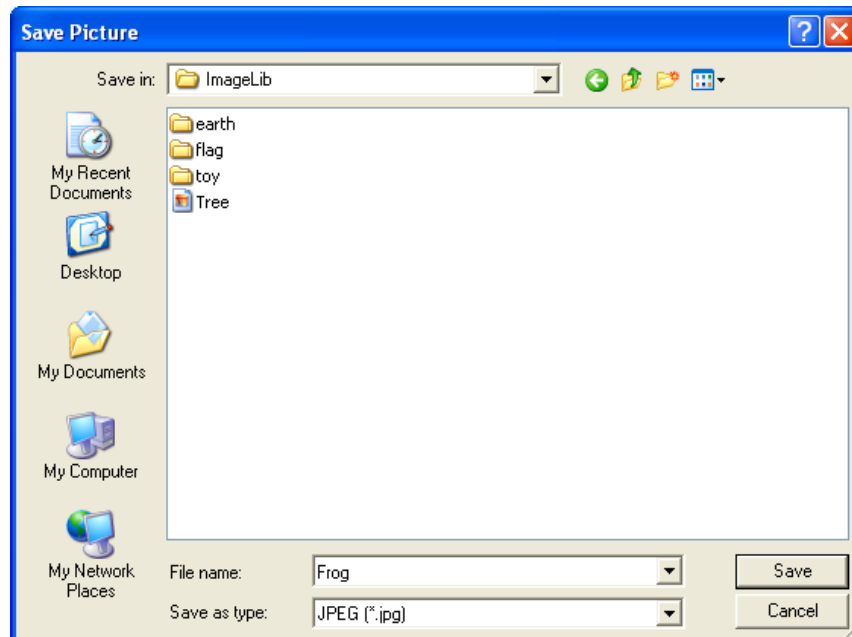 Save Picture
Save in: ImageLib
My Recent
Documents
Desktop
My Documents
My Computer
My Network
Places
earth
flag
toy
Tree
File name: Frog
Save
Save as type: JPEG (*.jpg)
Cancel